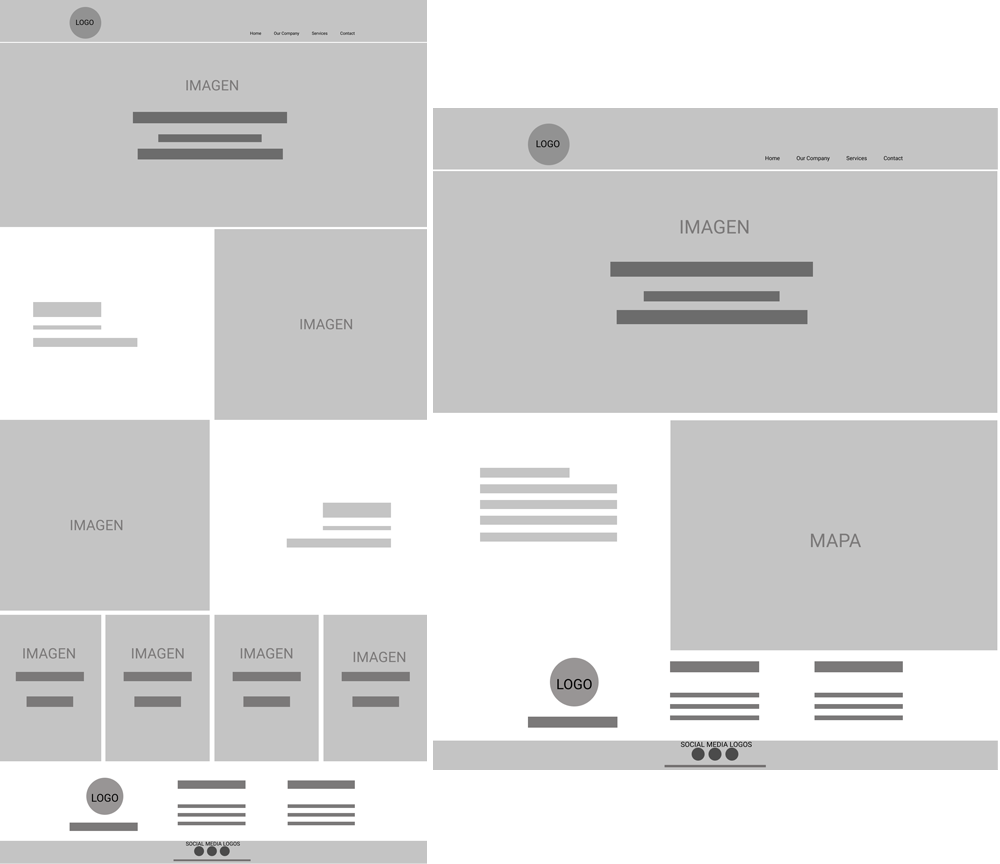 LOGO
Home Our Company Services Contact
IMAGEN
IMAGEN
IMAGEN
IMAGEN IMAGEN IMAGEN IMAGEN
LOGO
SOCIAL MEDIA LOGOS
LOGO
Home Our Company Services Contact
IMAGEN
MAPA
LOGO
SOCIAL MEDIA LOGOS